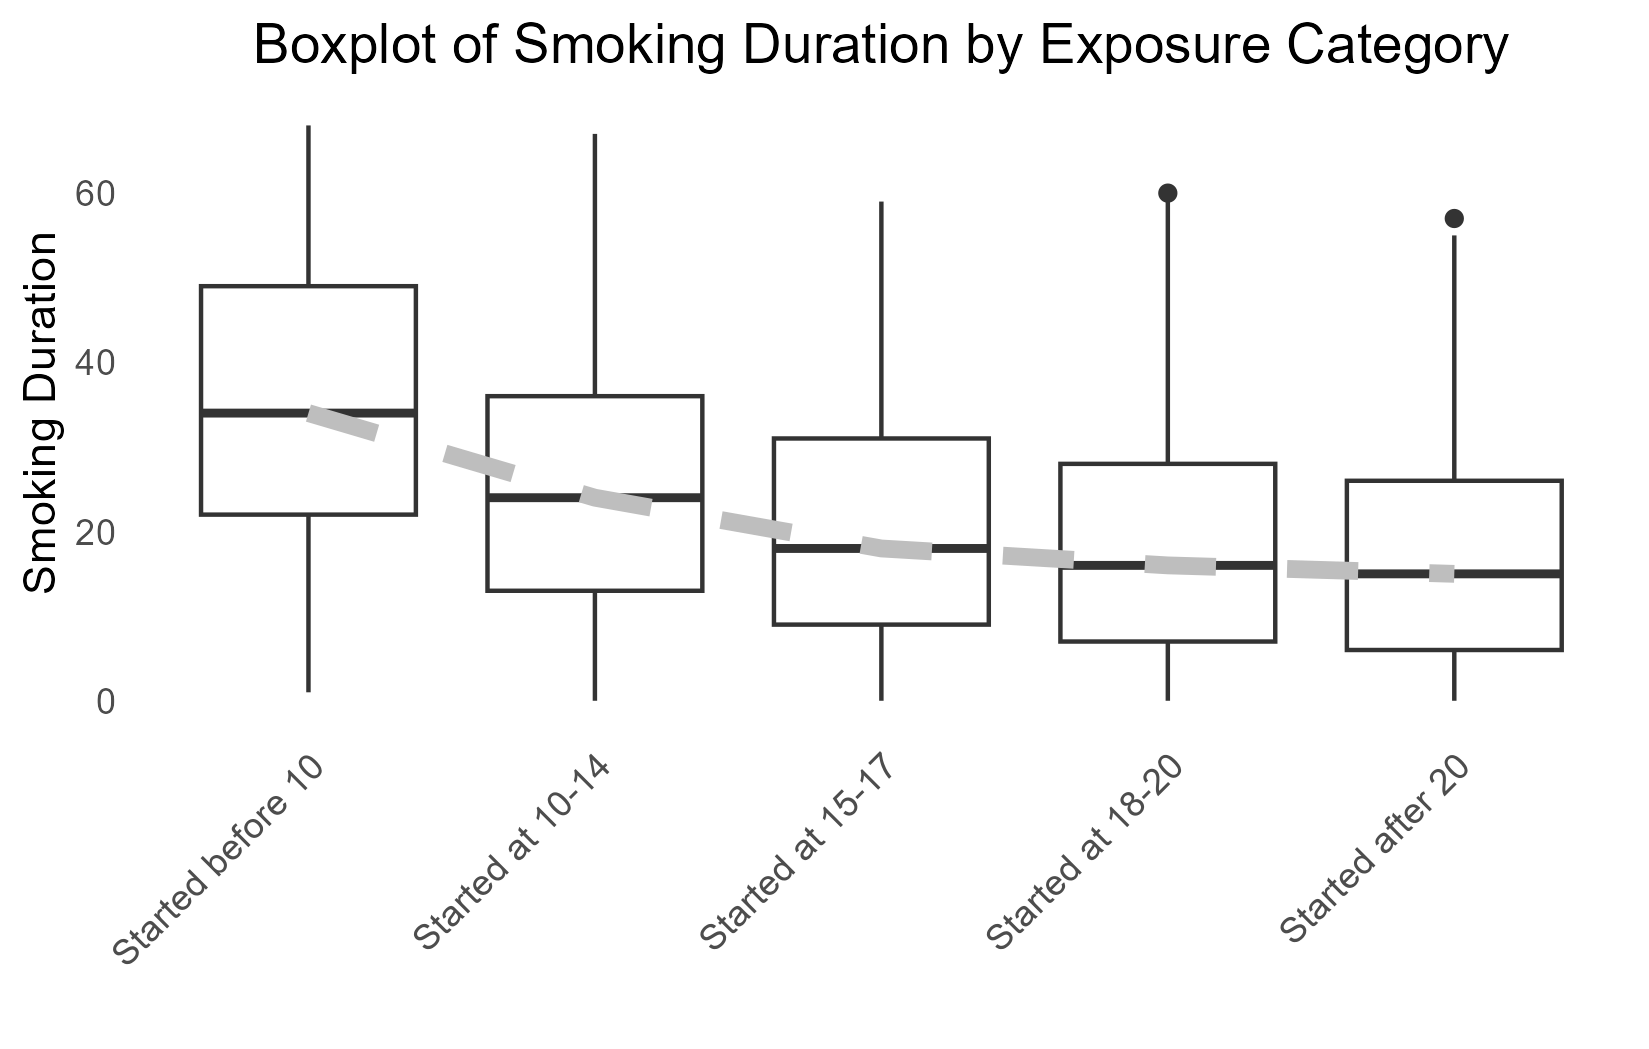 Boxplot of Smoking Duration by Exposure Category
Smoking Duration
60
40
20
0
Started before 10
Started at 10-14
Started at 15-17
Started at 18-20
Started after 20